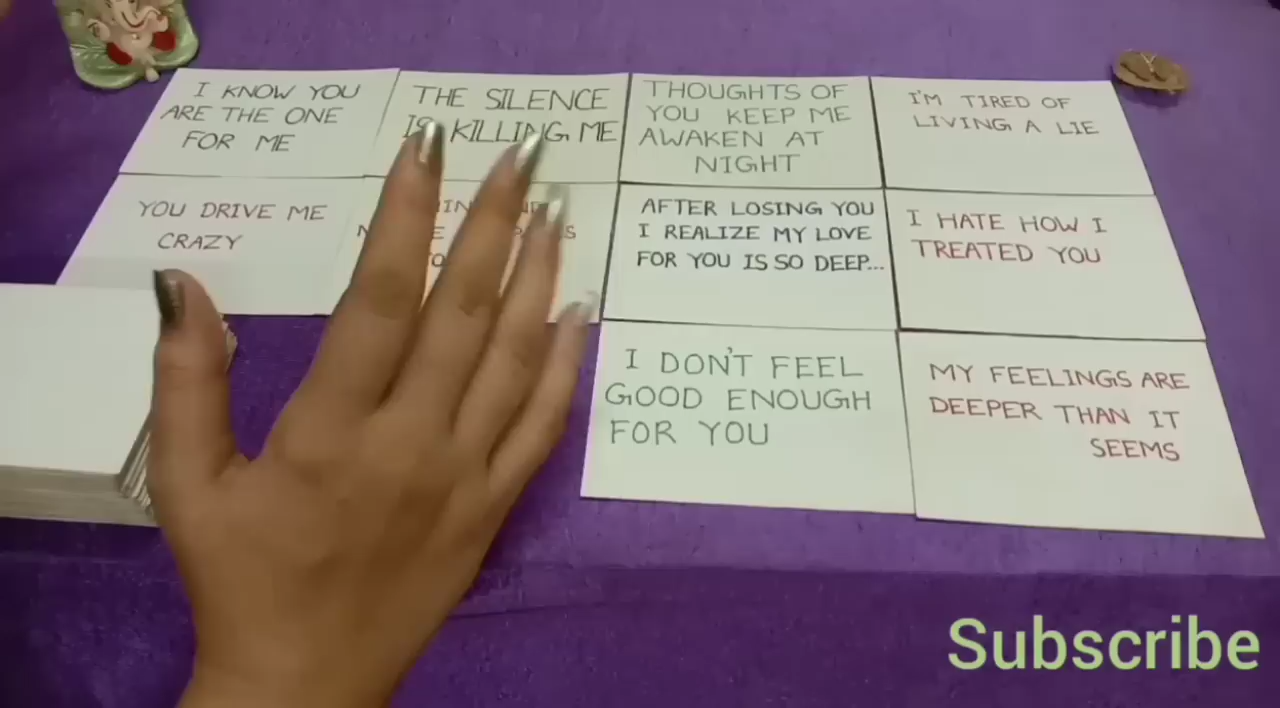 I KNOW YOU
ARE THE ONE
FOR ME
THE SILENCE
IS KILLING ME
THOUGHTS OF
YOU KEEP ME
AWAKEN AT
NIGHT
I'M TIRED OF
LIVING A LIE
YOU DRIVE ME
CRAZY
AFTER LOSING YOU
I REALIZE MY LOVE
FOR YOU IS SO DEEP...
I HATE HOW I
TREATED YOU
I DON'T FEEL
GOOD ENOUGH
FOR YOU
MY FEELINGS ARE
DEEPER THAN IT
SEEMS
Subscribe